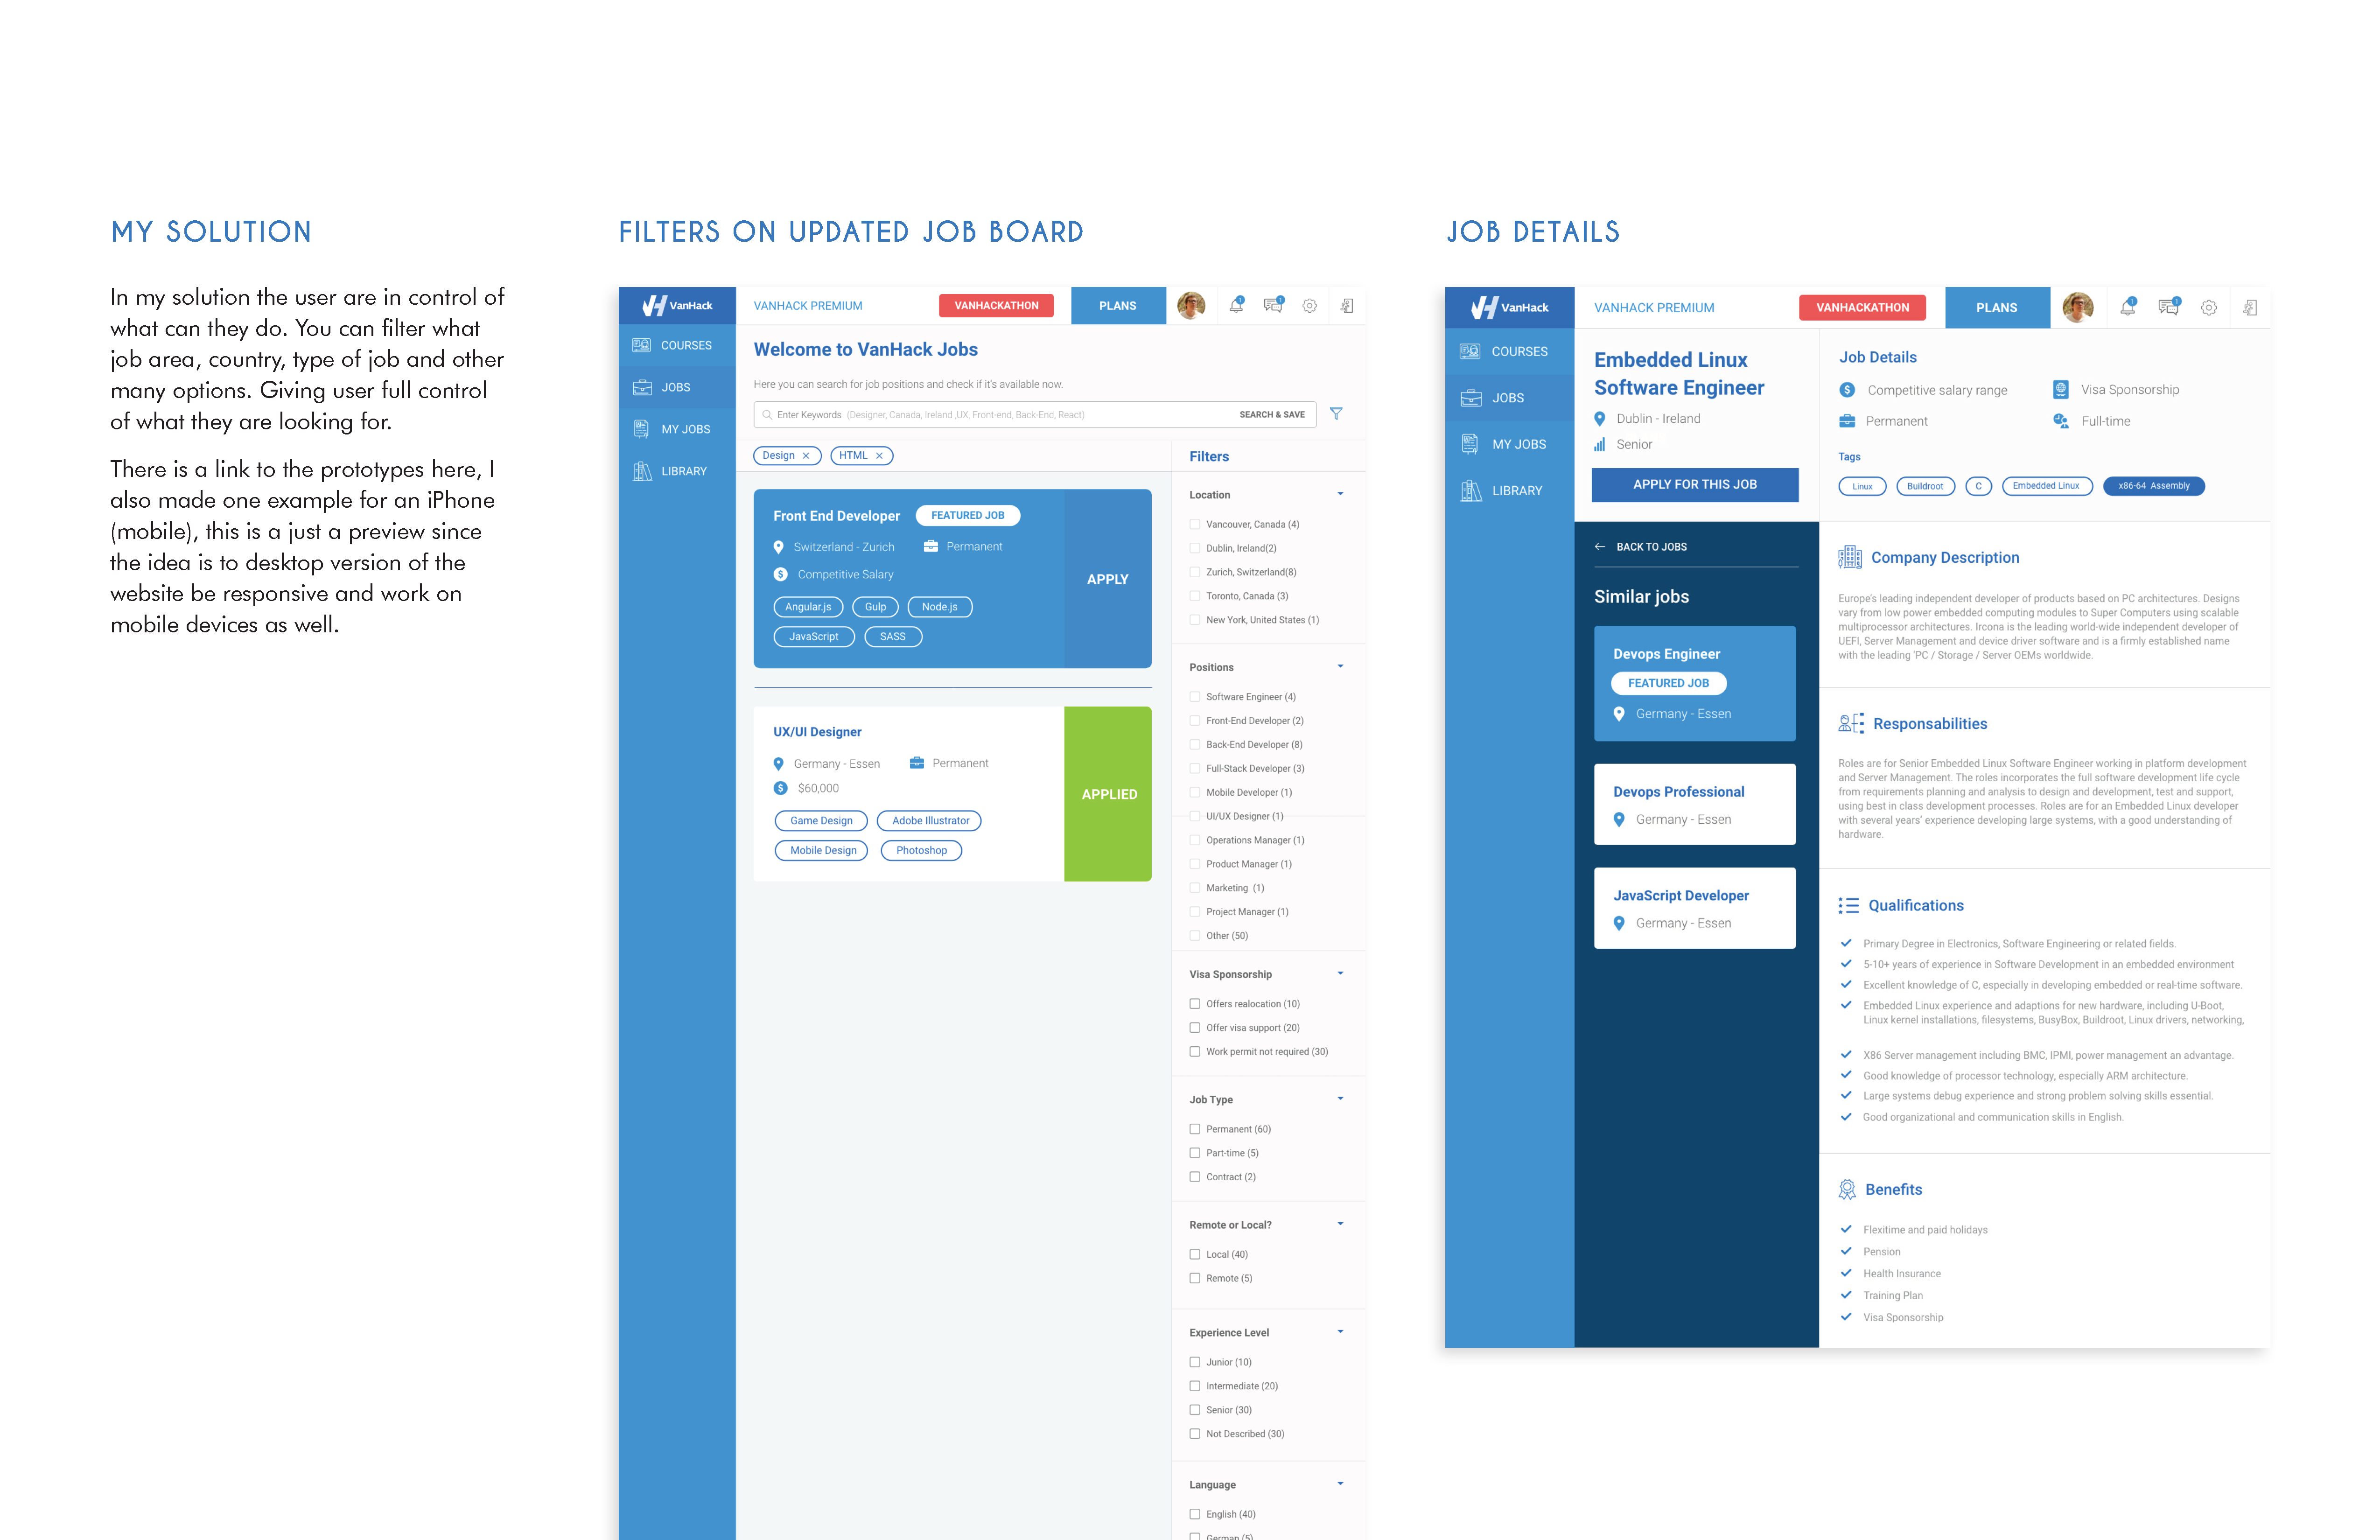 MY SOLUTION
In my solution the user are in control of
what can they do. You can filter what
job area, country, type of job and other
many options. Giving user full control
of what they are looking for.
There is a link to the prototypes here, I
also made one example for an iPhone
(mobile), this is a just a preview since
the idea is to desktop version of the
website be responsive and work on
mobile devices as well.
FILTERS ON UPDATED JOB BOARD
VanHack
VANHACK PREMIUM
VANHACKATHON
PLANS
1
1
COURSES
JOBS
MY JOBS
LIBRARY
Welcome to VanHack Jobs
Here you can search for job positions and check if it's available now.
Enter Keywords (Designer, Canada, Ireland ,UX, Front-end, Back-End, React)
SEARCH & SAVE
Design ×
HTML ×
Front End Developer
FEATURED JOB
Switzerland - Zurich
Permanent
Competitive Salary
Angular.js
Gulp
Node.js
JavaScript
SASS
APPLY
UX/UI Designer
Germany - Essen
Permanent
$60,000
Game Design
Adobe Illustrator
Mobile Design
Photoshop
APPLIED
Filters
Location
Vancouver, Canada (4)
Dublin, Ireland(2)
Zurich, Switzerland(8)
Toronto, Canada (3)
New York, United States (1)
Positions
Software Engineer (4)
Front-End Developer (2)
Back-End Developer (8)
Full-Stack Developer (3)
Mobile Developer (1)
UI/UX Designer (1)
Operations Manager (1)
Product Manager (1)
Marketing (1)
Project Manager (1)
Other (50)
Visa Sponsorship
Offers realocation (10)
Offer visa support (20)
Work permit not required (30)
Job Type
Permanent (60)
Part-time (5)
Contract (2)
Remote or Local?
Local (40)
Remote (5)
Experience Level
Junior (10)
Intermediate (20)
Senior (30)
Not Described (30)
Language
English (40)
German (5)
JOB DETAILS
VanHack
VANHACK PREMIUM
VANHACKATHON
PLANS
1
1
COURSES
JOBS
MY JOBS
LIBRARY
Embedded Linux
Software Engineer
Dublin - Ireland
Senior
APPLY FOR THIS JOB
BACK TO JOBS
Similar jobs
Devops Engineer
FEATURED JOB
Germany - Essen
Devops Professional
Germany - Essen
JavaScript Developer
Germany - Essen
Job Details
Competitive salary range
Visa Sponsorship
Permanent
Full-time
Tags
Linux
Buildroot
C
Embedded Linux
x86-64 Assembly
Company Description
Europe's leading independent developer of products based on PC architectures. Designs
vary from low power embedded computing modules to Super Computers using scalable
multiprocessor architectures. Ircona is the leading world-wide independent developer of
UEFI, Server Management and device driver software and is a firmly established name
with the leading 'PC / Storage / Server OEMs worldwide.
Responsabilities
Roles are for Senior Embedded Linux Software Engineer working in platform development
and Server Management. The roles incorporates the full software development life cycle
from requirements planning and analysis to design and development, test and support,
using best in class development processes. Roles are for an Embedded Linux developer
with several years' experience developing large systems, with a good understanding of
hardware.
Qualifications
Primary Degree in Electronics, Software Engineering or related fields.
5-10+ years of experience in Software Development in an embedded environment
Excellent knowledge of C, especially in developing embedded or real-time software.
Embedded Linux experience and adaptions for new hardware, including U-Boot,
Linux kernel installations, filesystems, BusyBox, Buildroot, Linux drivers, networking,
X86 Server management including BMC, IPMI, power management an advantage.
Good knowledge of processor technology, especially ARM architecture.
Large systems debug experience and strong problem solving skills essential.
Good organizational and communication skills in English.
Benefits
Flexitime and paid holidays
Pension
Health Insurance
Training Plan
Visa Sponsorship